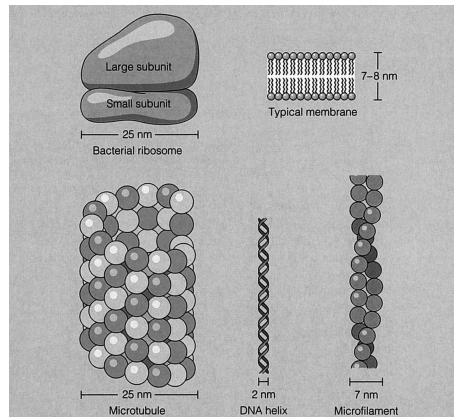 Large subunit
Small subunit
25 nm
Bacterial ribosome
7–8 nm
Typical membrane
25 nm
Microtubule
2 nm
DNA helix
7 nm
Microfilament